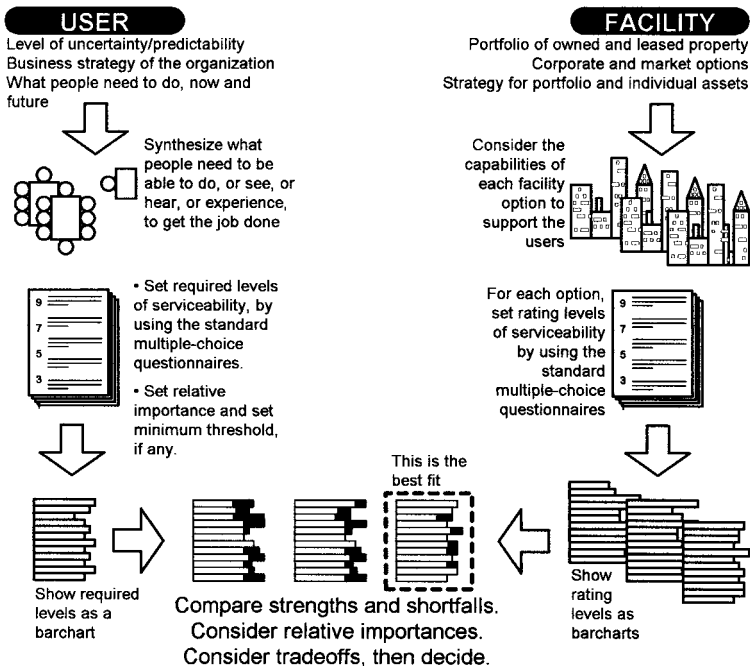 USER
Level of uncertainty/predictability
Business strategy of the organization
What people need to do, now and
future
Synthesize what
people need to be
able to do, or see, or
hear, or experience,
to get the job done
9
7
5
3
• Set required levels
of serviceability, by
using the standard
multiple-choice
questionnaires.
• Set relative
importance and set
minimum threshold,
if any.
Show required
levels as a
barchart
FACILITY
Portfolio of owned and leased property
Corporate and market options
Strategy for portfolio and individual assets
Consider the
capabilities of
each facility
option to
support the
users
For each option,
set rating levels
of serviceability
by using the
standard
multiple-choice
questionnaires
9
7
5
3
Show
rating
levels as
barcharts
This is the
best fit
Compare strengths and shortfalls.
Consider relative importances.
Consider tradeoffs, then decide.